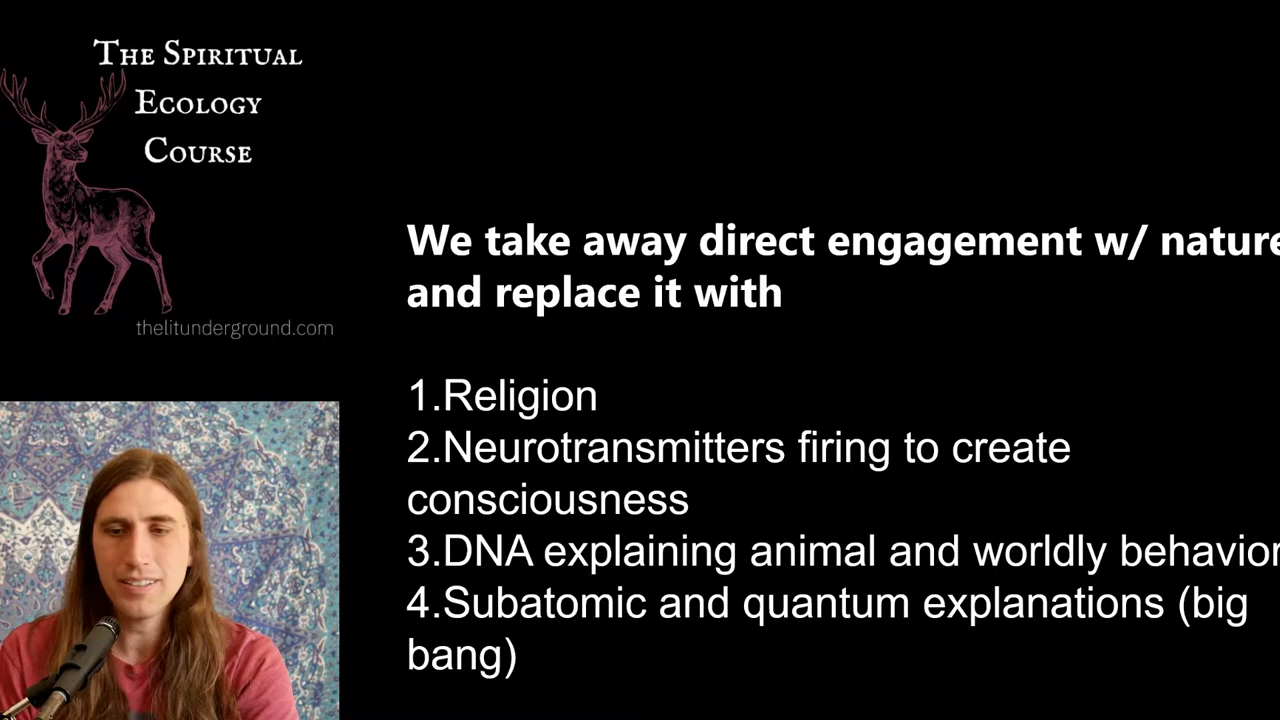 The Spiritual
Ecology
Course
thelitunderground.com
We take away direct engagement w/ nature
and replace it with
1.Religion
2.Neurotransmitters firing to create
consciousness
3.DNA explaining animal and worldly behavior
4.Subatomic and quantum explanations (big
bang)